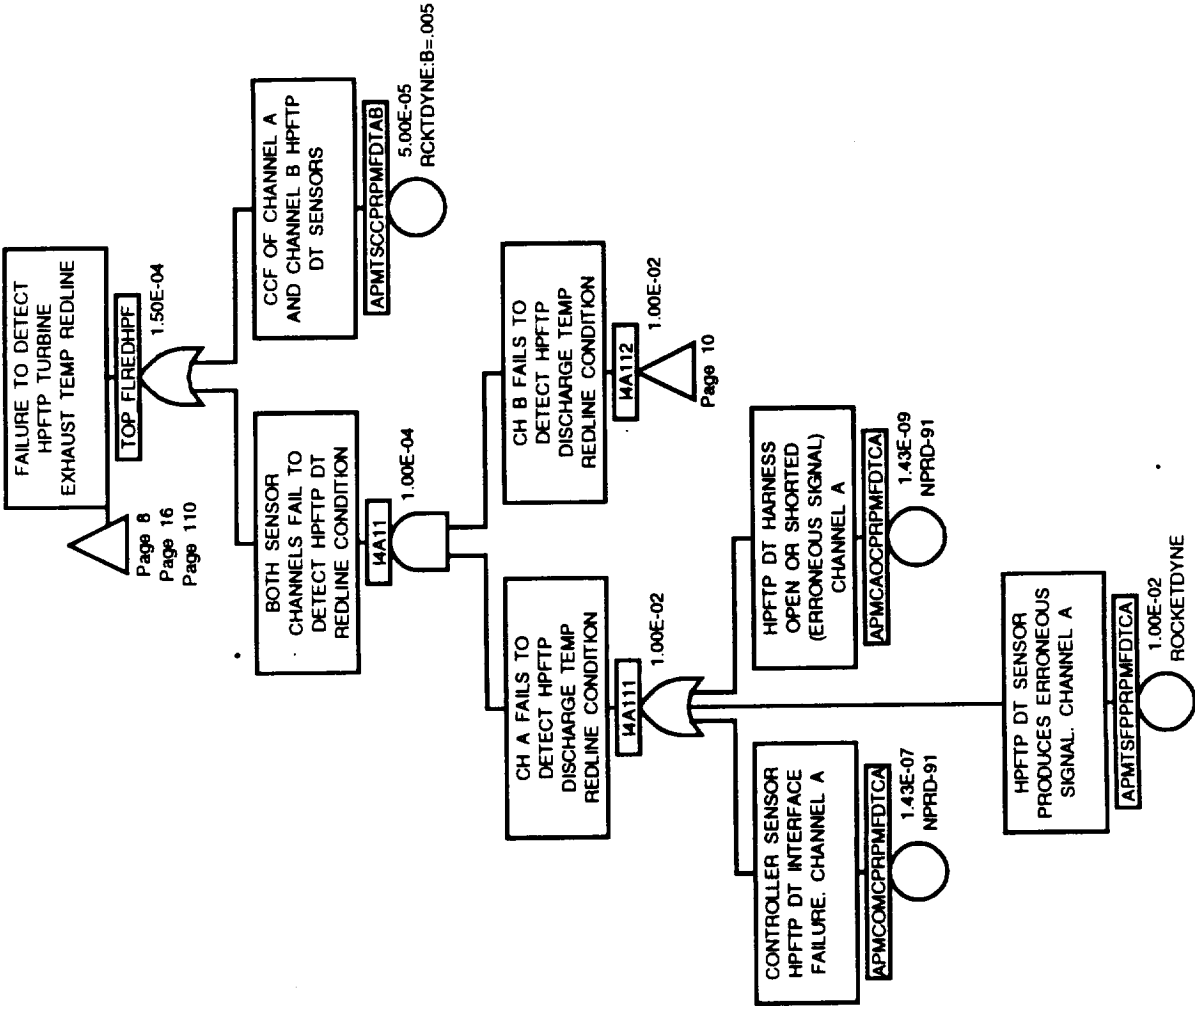 FAILURE TO DETECT
HPFTP TURBINE
EXHAUST TEMP REDLINE
TOP_FLREDHPF
1.50E-04
Page 8
Page 16
Page 110
BOTH SENSOR
CHANNELS FAIL TO
DETECT HPFTP DT
REDLINE CONDITION
I4A11
1.00E-04
CCF OF CHANNEL A
AND CHANNEL B HPFTP
DT SENSORS
APMTSCCPRPMFDTAB
5.00E-05
RCKTDYNE:B=.005
CH A FAILS TO
DETECT HPFTP
DISCHARGE TEMP
REDLINE CONDITION
I4A111
1.00E-02
CH B FAILS TO
DETECT HPFTP
DISCHARGE TEMP
REDLINE CONDITION
I4A112
1.00E-02
Page 10
CONTROLLER SENSOR
HPFTP DT INTERFACE
FAILURE. CHANNEL A
APMCOMCPRPMFDTCA
1.43E-07
NPRD-91
HPFTP DT HARNESS
OPEN OR SHORTED
(ERRONEOUS SIGNAL)
CHANNEL A
APMCAOCPRPMFDTCA
1.43E-09
NPRD-91
HPFTP DT SENSOR
PRODUCES ERRONEOUS
SIGNAL. CHANNEL A
APMTSFPPRPMFDTCA
1.00E-02
ROCKETDYNE